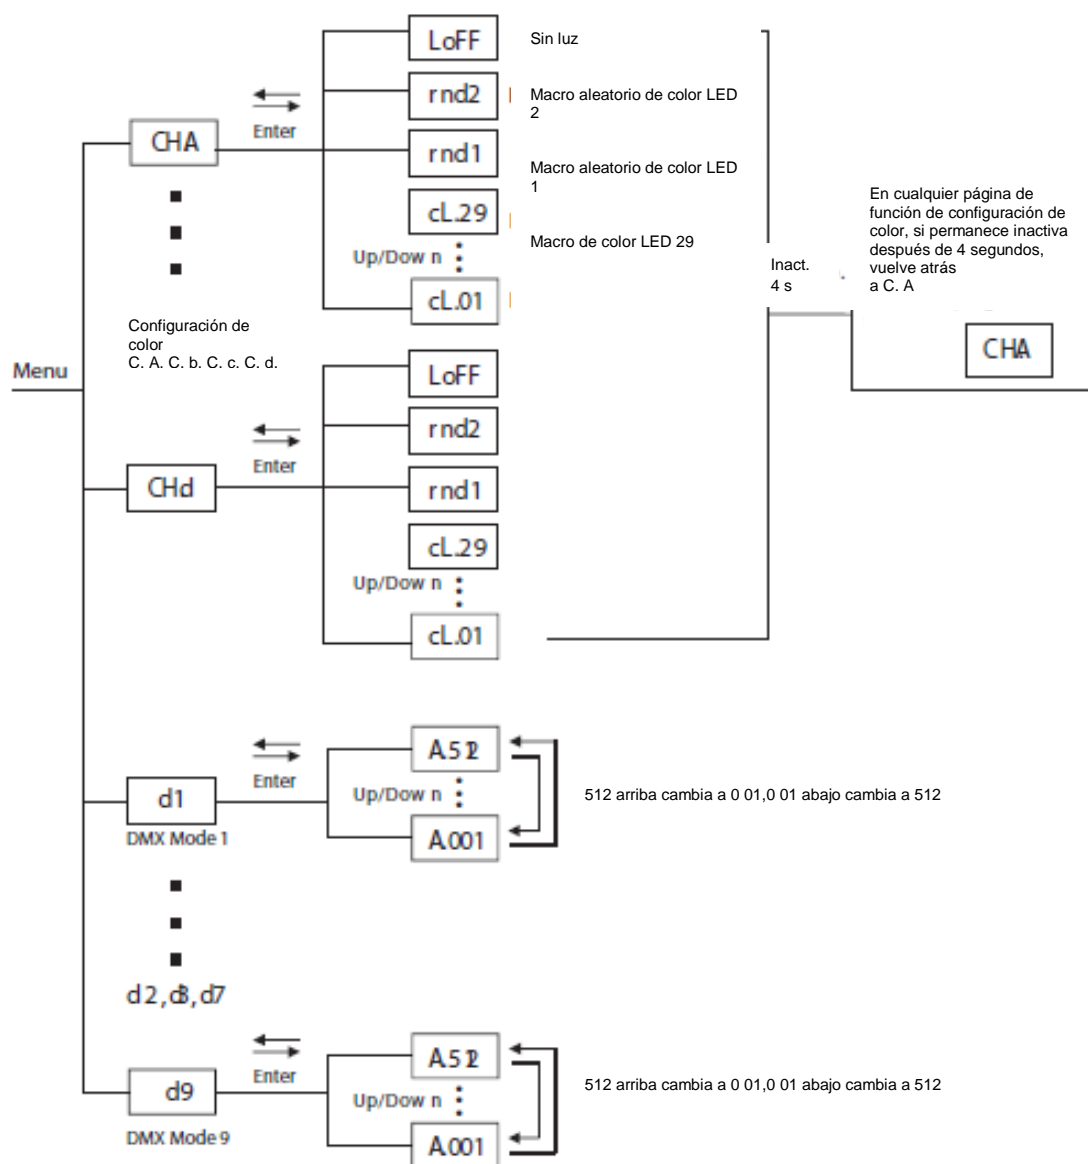 LoFF
Sin luz
rnd2
Macro aleatorio de color LED
2
Enter
CHA
rnd1
Macro aleatorio de color LED
1
cL.29
Macro de color LED 29
Up/Dow n
cL.01
En cualquier página de
función de configuración de
color, si permanece inactiva
después de 4 segundos,
vuelve atrás
a C. A
Inact.
4 s
CHA
Configuración de
color
C. A. C. b. C. c. C. d.
Menu
LoFF
rnd2
Enter
CHd
rnd1
cL.29
Up/Dow n
cL.01
A.512
Enter
d1
Up/Dow n
512 arriba cambia a 0 01,0 01 abajo cambia a 512
DMX Mode 1
A.001
d2,d3,d7
A.512
Enter
d9
Up/Dow n
512 arriba cambia a 0 01,0 01 abajo cambia a 512
DMX Mode 9
A.001